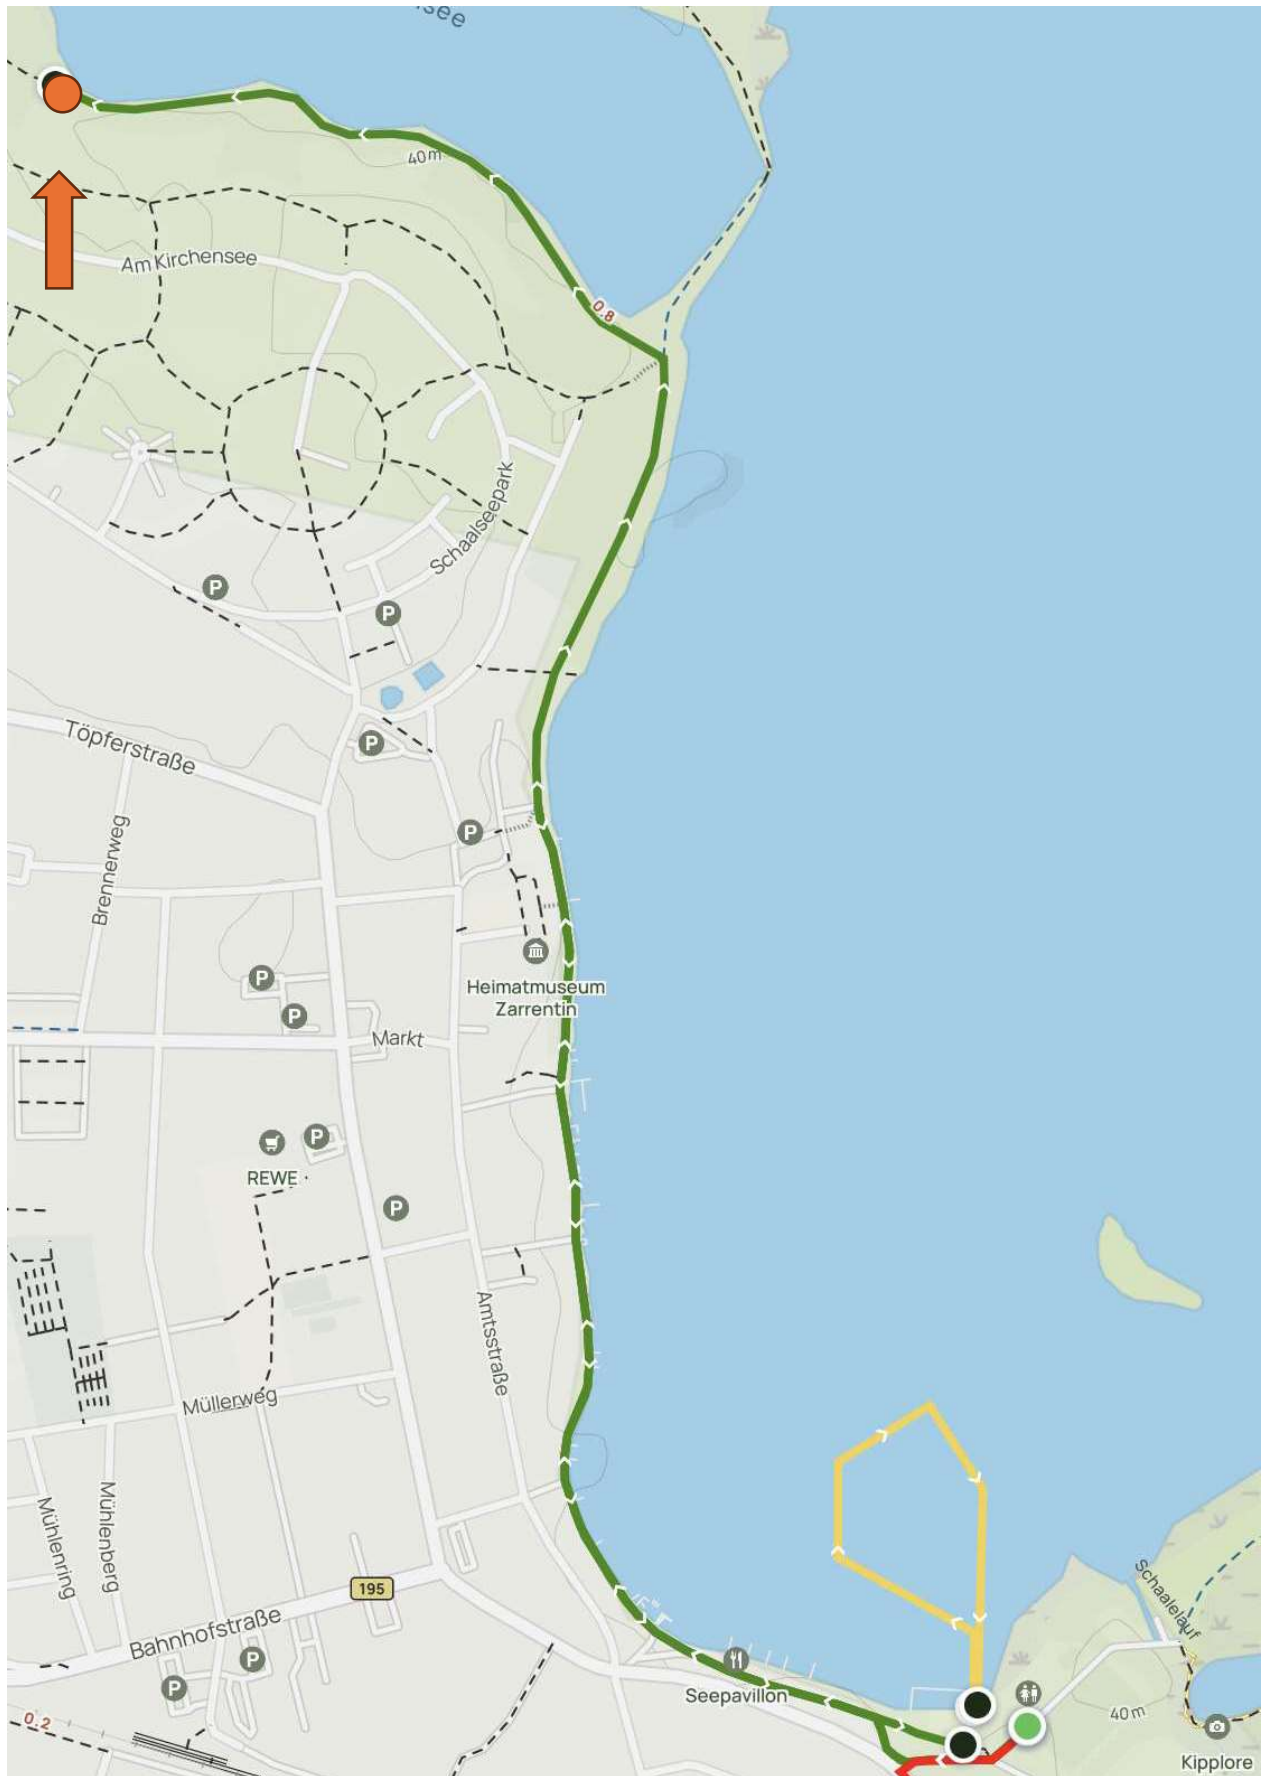 see
40m
Am Kirchensee
0.8
Schaalseepark
P
P
Töpferstraße
P
P
Brennerweg
Heimatmuseum
Zarrentin
P
P
Markt
P
REWE
P
Amtsstraße
Müllerweg
Mühlenring
Mühlenberg
195
Schaalelauf
Bahnhofstraße
P
P
Seepavillon
0.2
40m
Kipplore